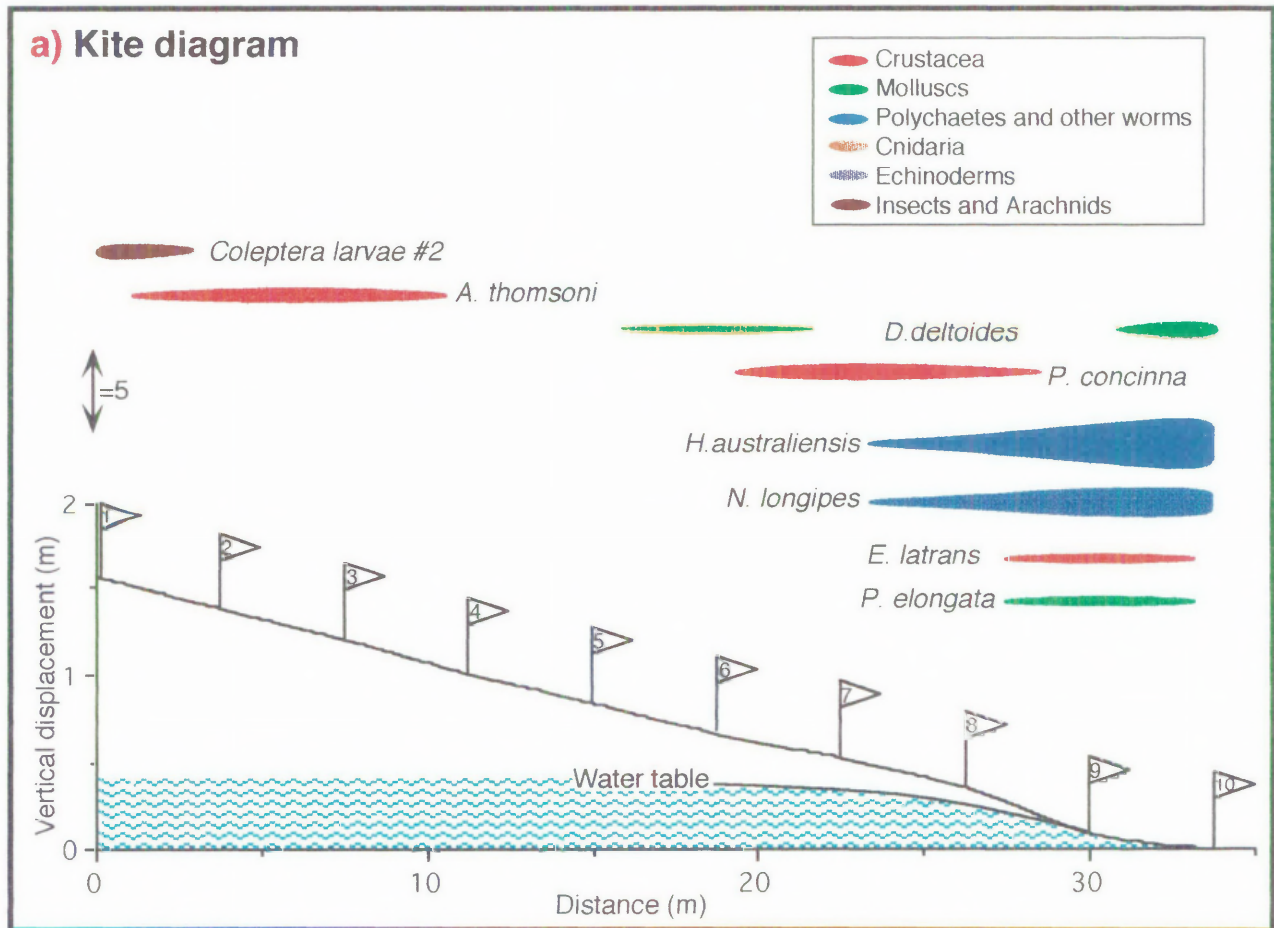 a) Kite diagram
Crustacea
Molluscs
Polychaetes and other worms
Cnidaria
Echinoderms
Insects and Arachnids
Coleptera larvae #2
A. thomsoni
D.deltoides
=5
P. concinna
H.australiensis
N. longipes
E. latrans
P. elongata
2
1
0
Vertical displacement (m)
1
2
3
4
5
6
7
8
9
10
Water table
0
10
20
30
Distance (m)